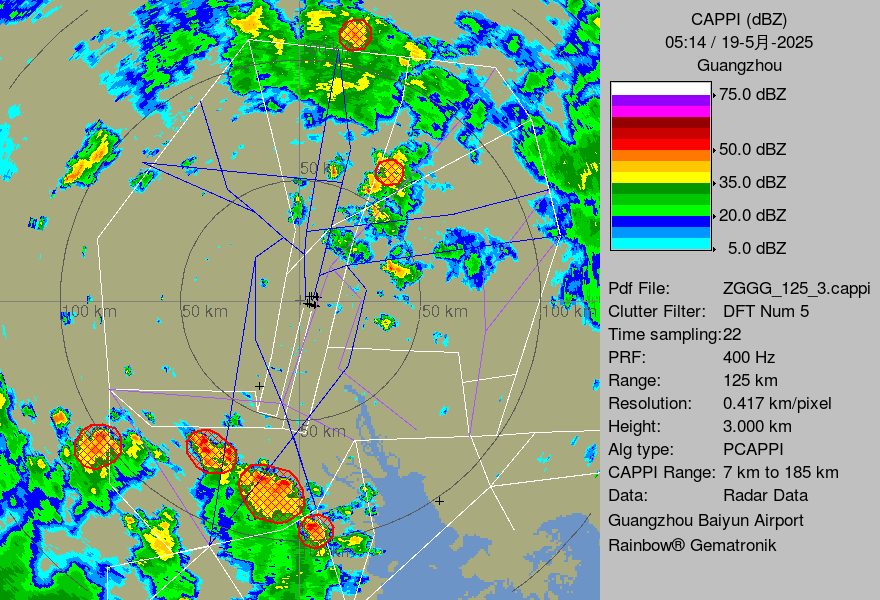 CAPPI (dBZ)
05:14 / 19-5月-2025
Guangzhou
75.0 dBZ
50.0 dBZ
35.0 dBZ
20.0 dBZ
5.0 dBZ
Pdf File: ZGGG_125_3.cappi
Clutter Filter: DFT Num 5
Time sampling:22
PRF: 400 Hz
Range: 125 km
Resolution: 0.417 km/pixel
Height: 3.000 km
Alg type: PCAPPI
CAPPI Range: 7 km to 185 km
Data: Radar Data
Guangzhou Baiyun Airport
Rainbow® Gematronik
50 km
100 km
50 km
50 km
100 km
50 km